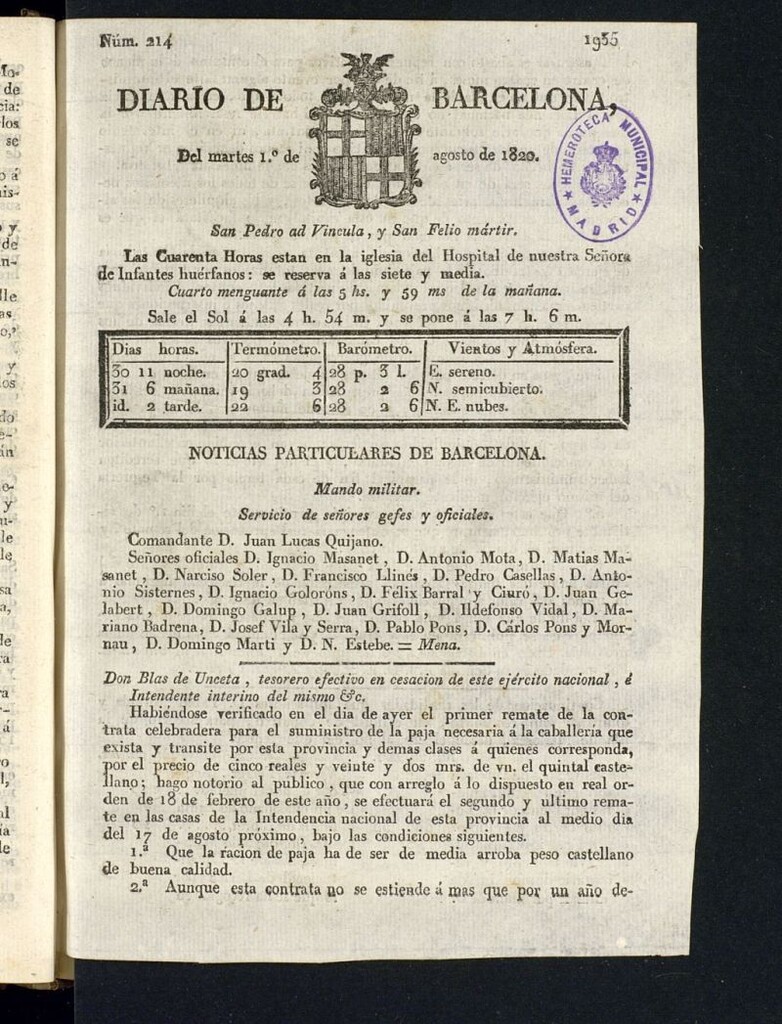 Núm. 214
1955
DIARIO DE BARCELONA,
Del martes 1.º de agosto de 1820.
HEMEROTECA MUNICIPAL
★ MADRID ★
San Pedro ad Vincula, y San Felio mártir.
Las Cuarenta Horas estan en la iglesia del Hospital de nuestra Señora
de Infantes huérfanos: se reserva á las siete y media.
Cuarto menguante á las 5 hs. y 59 ms de la mañana.
Sale el Sol á las 4 h. 54 m. y se pone á las 7 h. 6 m.
Dias horas. Termómetro. Barómetro. Vientos y Atmósfera.
30 11 noche. 20 grad. 4 28 p. 3 l. E. sereno.
31 6 mañana. 19 3 28 2 6 N. semicubierto.
id. 2 tarde. 22 6 28 2 6 N. E. nubes.
NOTICIAS PARTICULARES DE BARCELONA.
Mando militar.
Servicio de señores gefes y oficiales.
Comandante D. Juan Lucas Quijano.
Señores oficiales D. Ignacio Masanet, D. Antonio Mota, D. Matias Ma-
sanet, D. Narciso Soler, D. Francisco Llinés, D. Pedro Casellas, D. Anto-
nio Sisternes, D. Ignacio Goloróns, D. Félix Barral y Ciuró, D. Juan Ge-
labert, D. Domingo Galup, D. Juan Grifoll, D. Ildefonso Vidal, D. Ma-
riano Badrena, D. Josef Vila y Serra, D. Pablo Pons, D. Cárlos Pons y Mor-
nau, D. Domingo Marti y D. N. Estebe. = Mena.
Don Blas de Unceta, tesorero efectivo en cesacion de este ejército nacional, é
Intendente interino del mismo &c.
Habiéndose verificado en el dia de ayer el primer remate de la con-
trata celebradera para el suministro de la paja necesaria á la caballería que
exista y transite por esta provincia y demas clases á quienes corresponda,
por el precio de cinco reales y veinte y dos mrs. de vn. el quintal caste-
llano; hago notorio al publico, que con arreglo á lo dispuesto en real or-
den de 18 de febrero de este año, se efectuará el segundo y ultimo rema-
te en las casas de la Intendencia nacional de esta provincia al medio dia
del 17 de agosto próximo, bajo las condiciones siguientes.
1.ª Que la racion de paja ha de ser de media arroba peso castellano
de buena calidad.
2.ª Aunque esta contrata no se estiende á mas que por un año de-